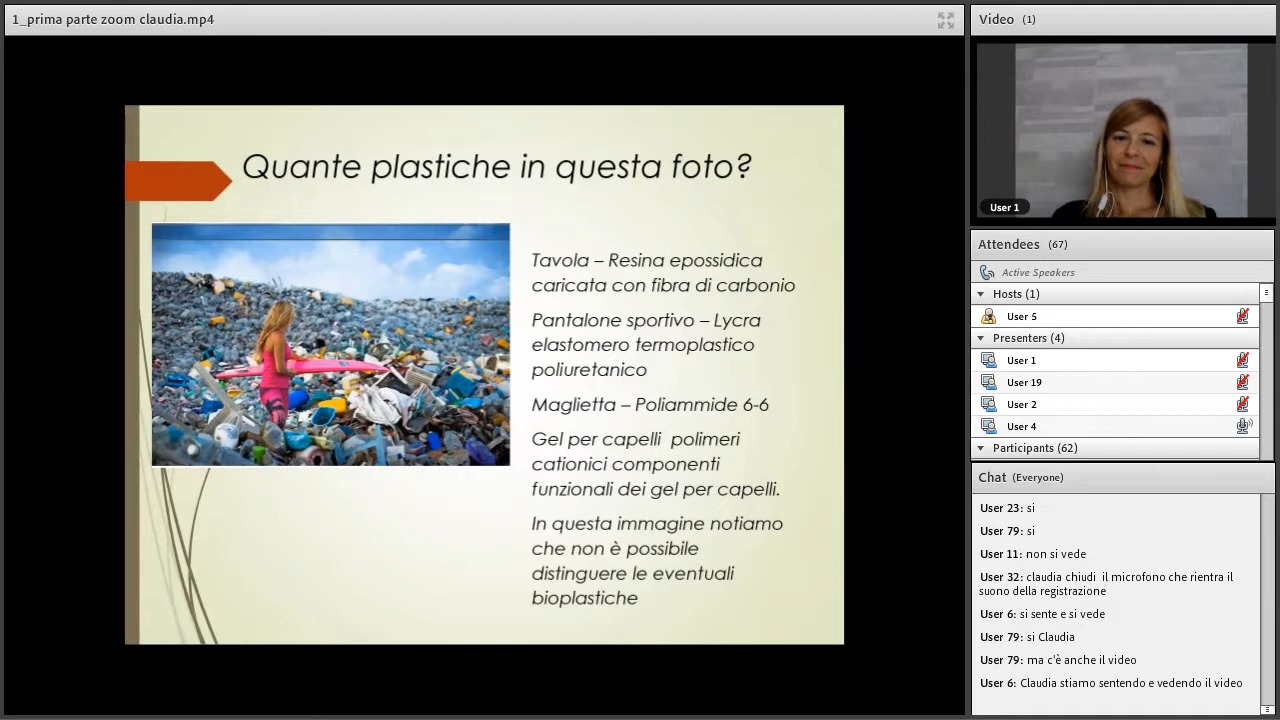 1_prima parte zoom claudia.mp4
Quante plastiche in questa foto?
Tavola – Resina epossidica
caricata con fibra di carbonio
Pantalone sportivo – Lycra
elastomero termoplastico
poliuretanico
Maglietta – Poliammide 6-6
Gel per capelli polimeri
cationici componenti
funzionali dei gel per capelli.
In questa immagine notiamo
che non è possibile
distinguere le eventuali
bioplastiche
Video (1)
User 1
Attendees (67)
Active Speakers
Hosts (1)
User 5
Presenters (4)
User 1
User 19
User 2
User 4
Participants (62)
Chat (Everyone)
User 23: si
User 79: si
User 11: non si vede
User 32: claudia chiudi il microfono che rientra il
suono della registrazione
User 6: si sente e si vede
User 79: si Claudia
User 79: ma c'è anche il video
User 6: Claudia stiamo sentendo e vedendo il video